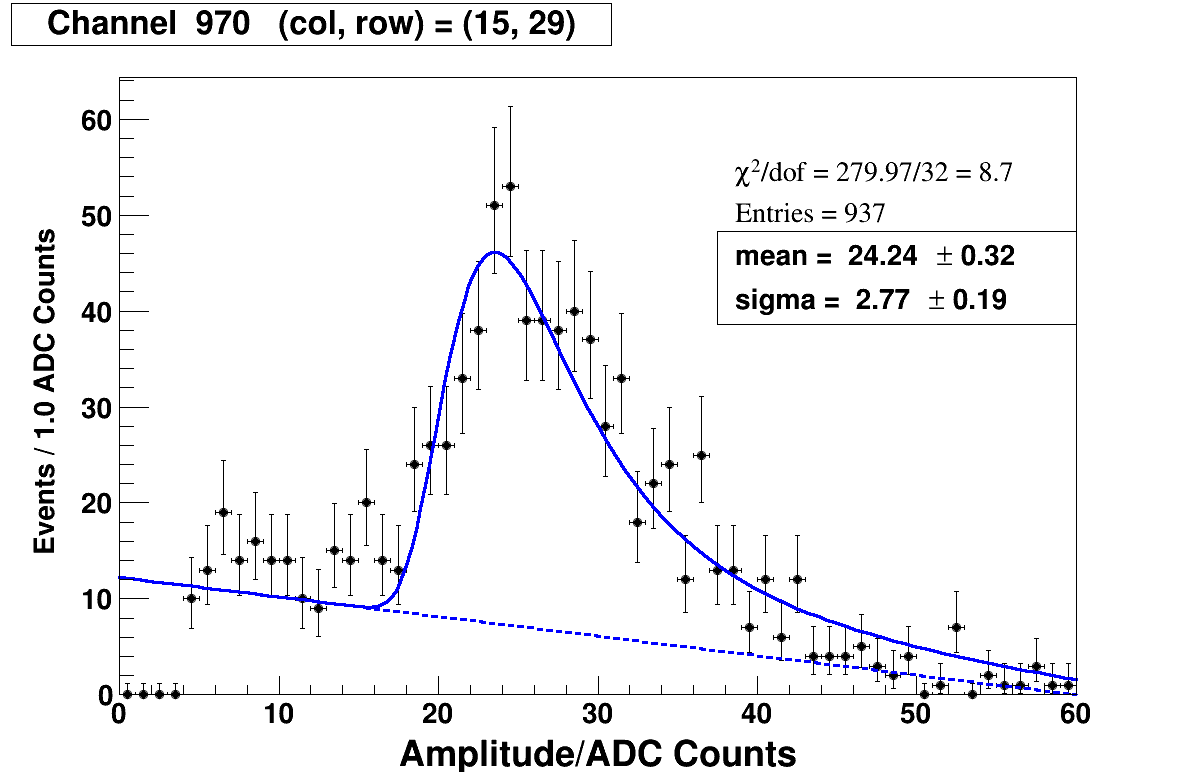 Channel 970 (col, row) = (15, 29)
60
50
40
30
20
10
0
Events / 1.0 ADC Counts
χ²/dof = 279.97/32 = 8.7
Entries = 937
mean = 24.24 ± 0.32
sigma = 2.77 ± 0.19
0 10 20 30 40 50 60
Amplitude/ADC Counts